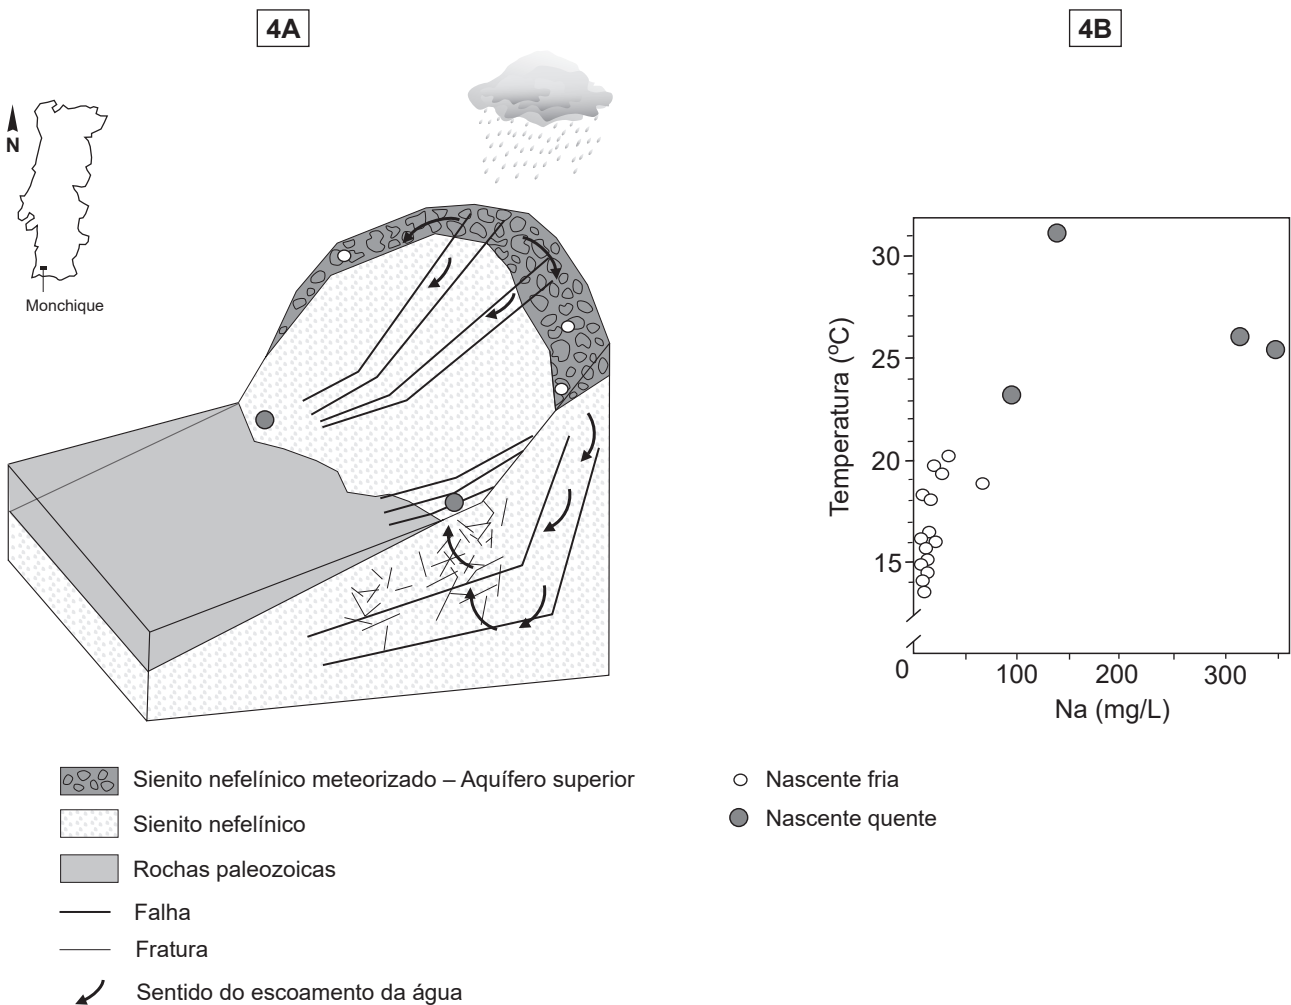 4A
4B
N
Monchique
Temperatura (°C)
30
25
20
15
0
100
200
300
Na (mg/L)
Sienito nefelínico meteorizado – Aquífero superior
Sienito nefelínico
Rochas paleozoicas
Falha
Fratura
Sentido do escoamento da água
Nascente fria
Nascente quente